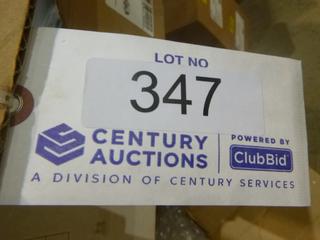 LOT NO
347
CENTURY AUCTIONS
POWERED BY
ClubBid
A DIVISION OF CENTURY SERVICES